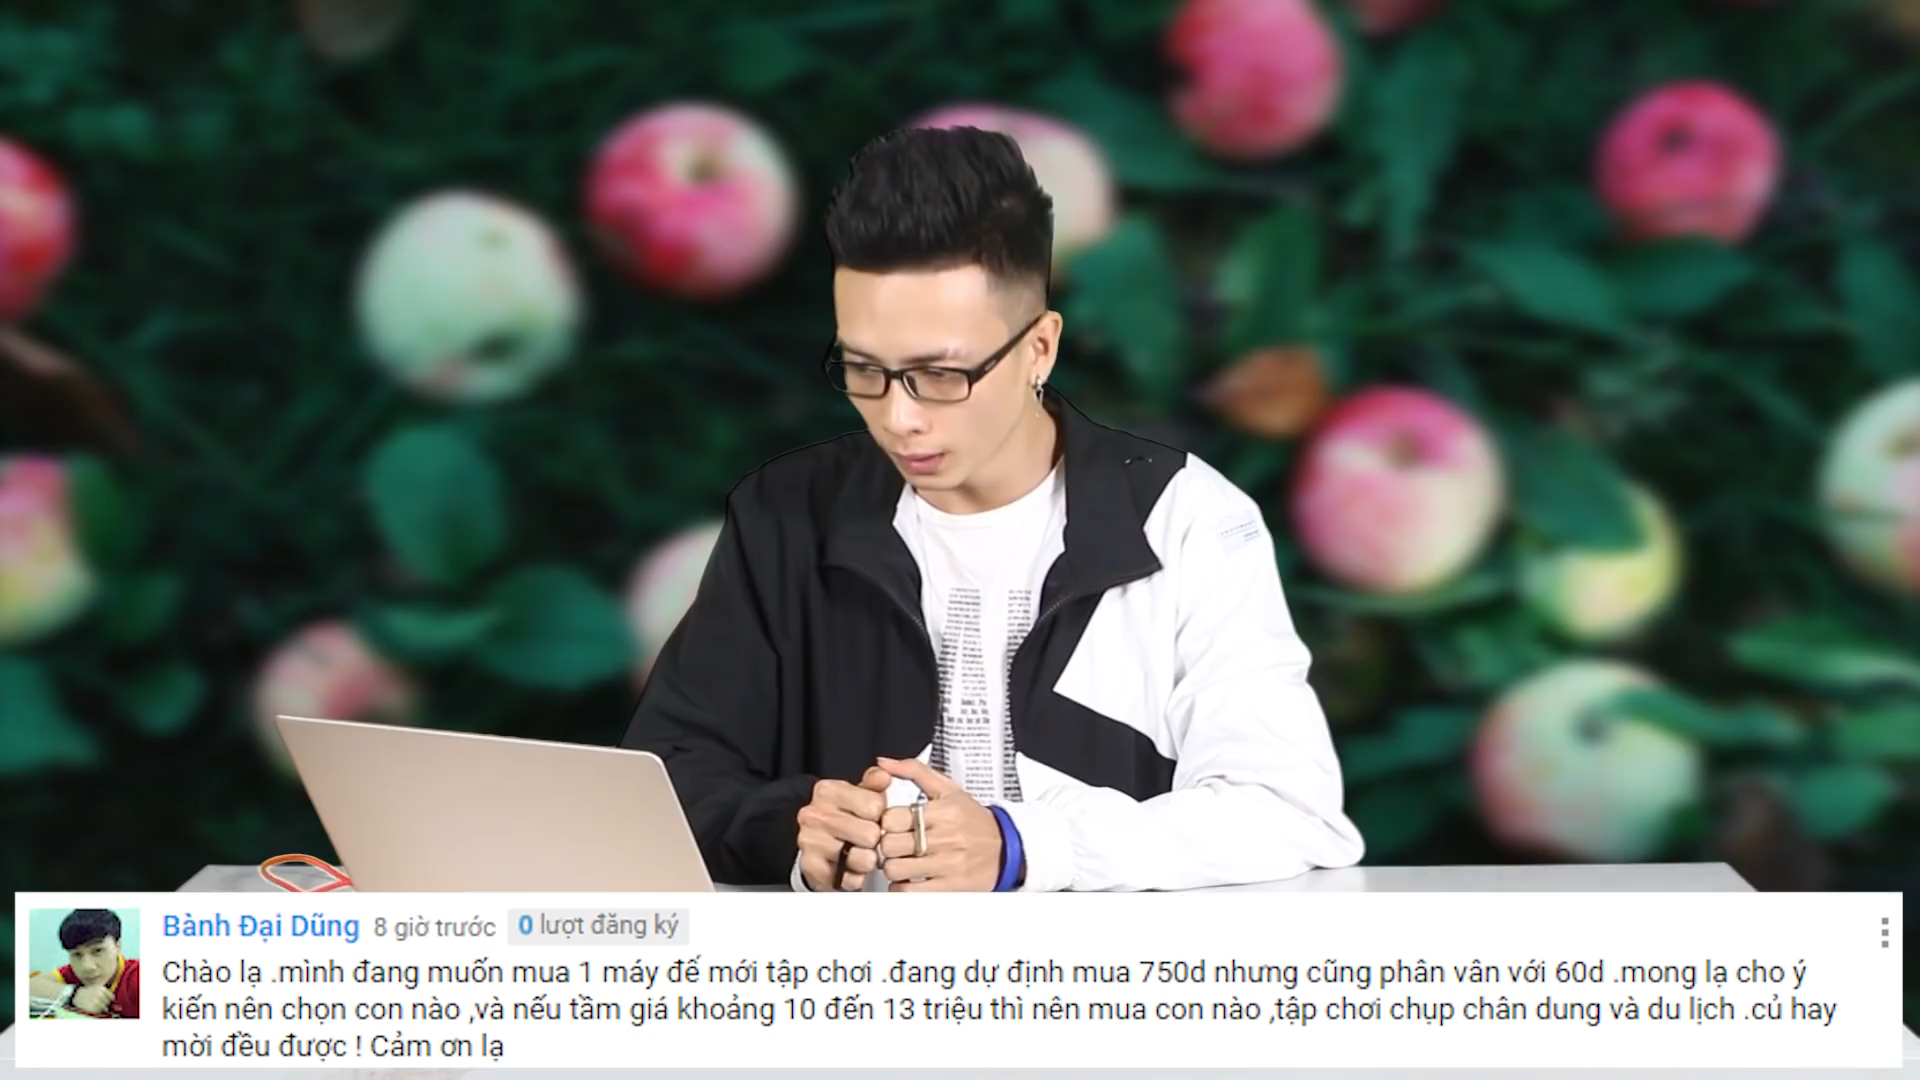 Bành Đại Dũng 8 giờ trước 0 lượt đăng ký
Chào lạ .mình đang muốn mua 1 máy đế mới tập chơi .đang dự định mua 750d nhưng cũng phân vân với 60d .mong lạ cho ý
kiến nên chọn con nào ,và nếu tầm giá khoảng 10 đến 13 triệu thì nên mua con nào ,tập chơi chụp chân dung và du lịch .củ hay
mời đều được ! Cảm ơn lạ